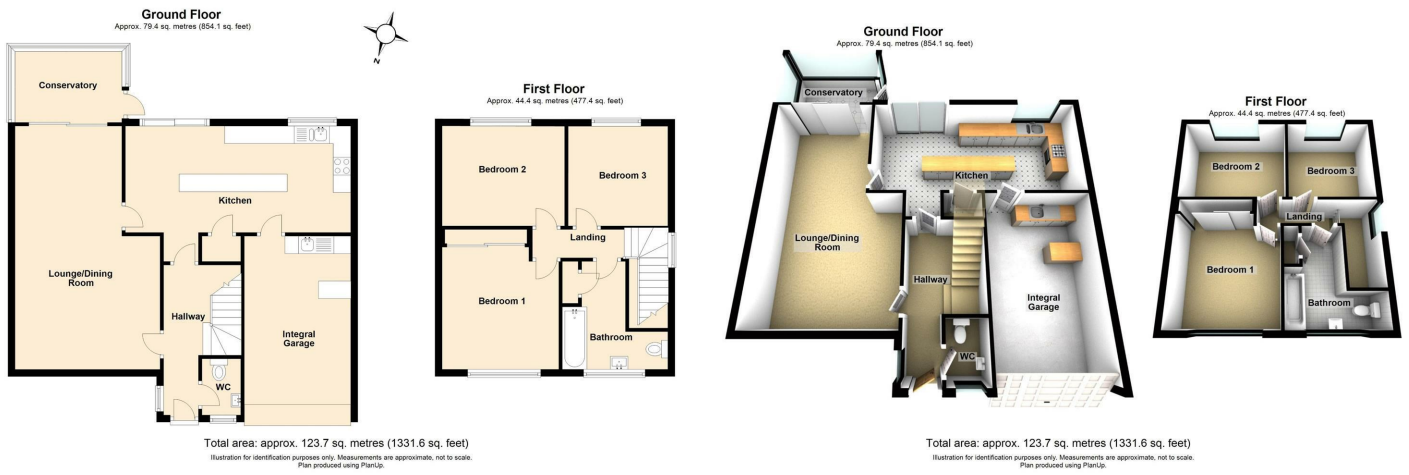 Ground Floor
Approx. 79.4 sq. metres (854.1 sq. feet)
N
Conservatory
Kitchen
Lounge/Dining
Room
Hallway
Integral
Garage
WC
First Floor
Approx. 44.4 sq. metres (477.4 sq. feet)
Bedroom 2
Bedroom 3
Landing
Bedroom 1
Bathroom
Total area: approx. 123.7 sq. metres (1331.6 sq. feet)
Illustration for identification purposes only. Measurements are approximate, not to scale.
Plan produced using PlanUp.
Ground Floor
Approx. 79.4 sq. metres (854.1 sq. feet)
Conservatory
Kitchen
Lounge/Dining
Room
Hallway
Integral
Garage
WC
First Floor
Approx. 44.4 sq. metres (477.4 sq. feet)
Bedroom 2
Bedroom 3
Landing
Bedroom 1
Bathroom
Total area: approx. 123.7 sq. metres (1331.6 sq. feet)
Illustration for identification purposes only. Measurements are approximate, not to scale.
Plan produced using PlanUp.